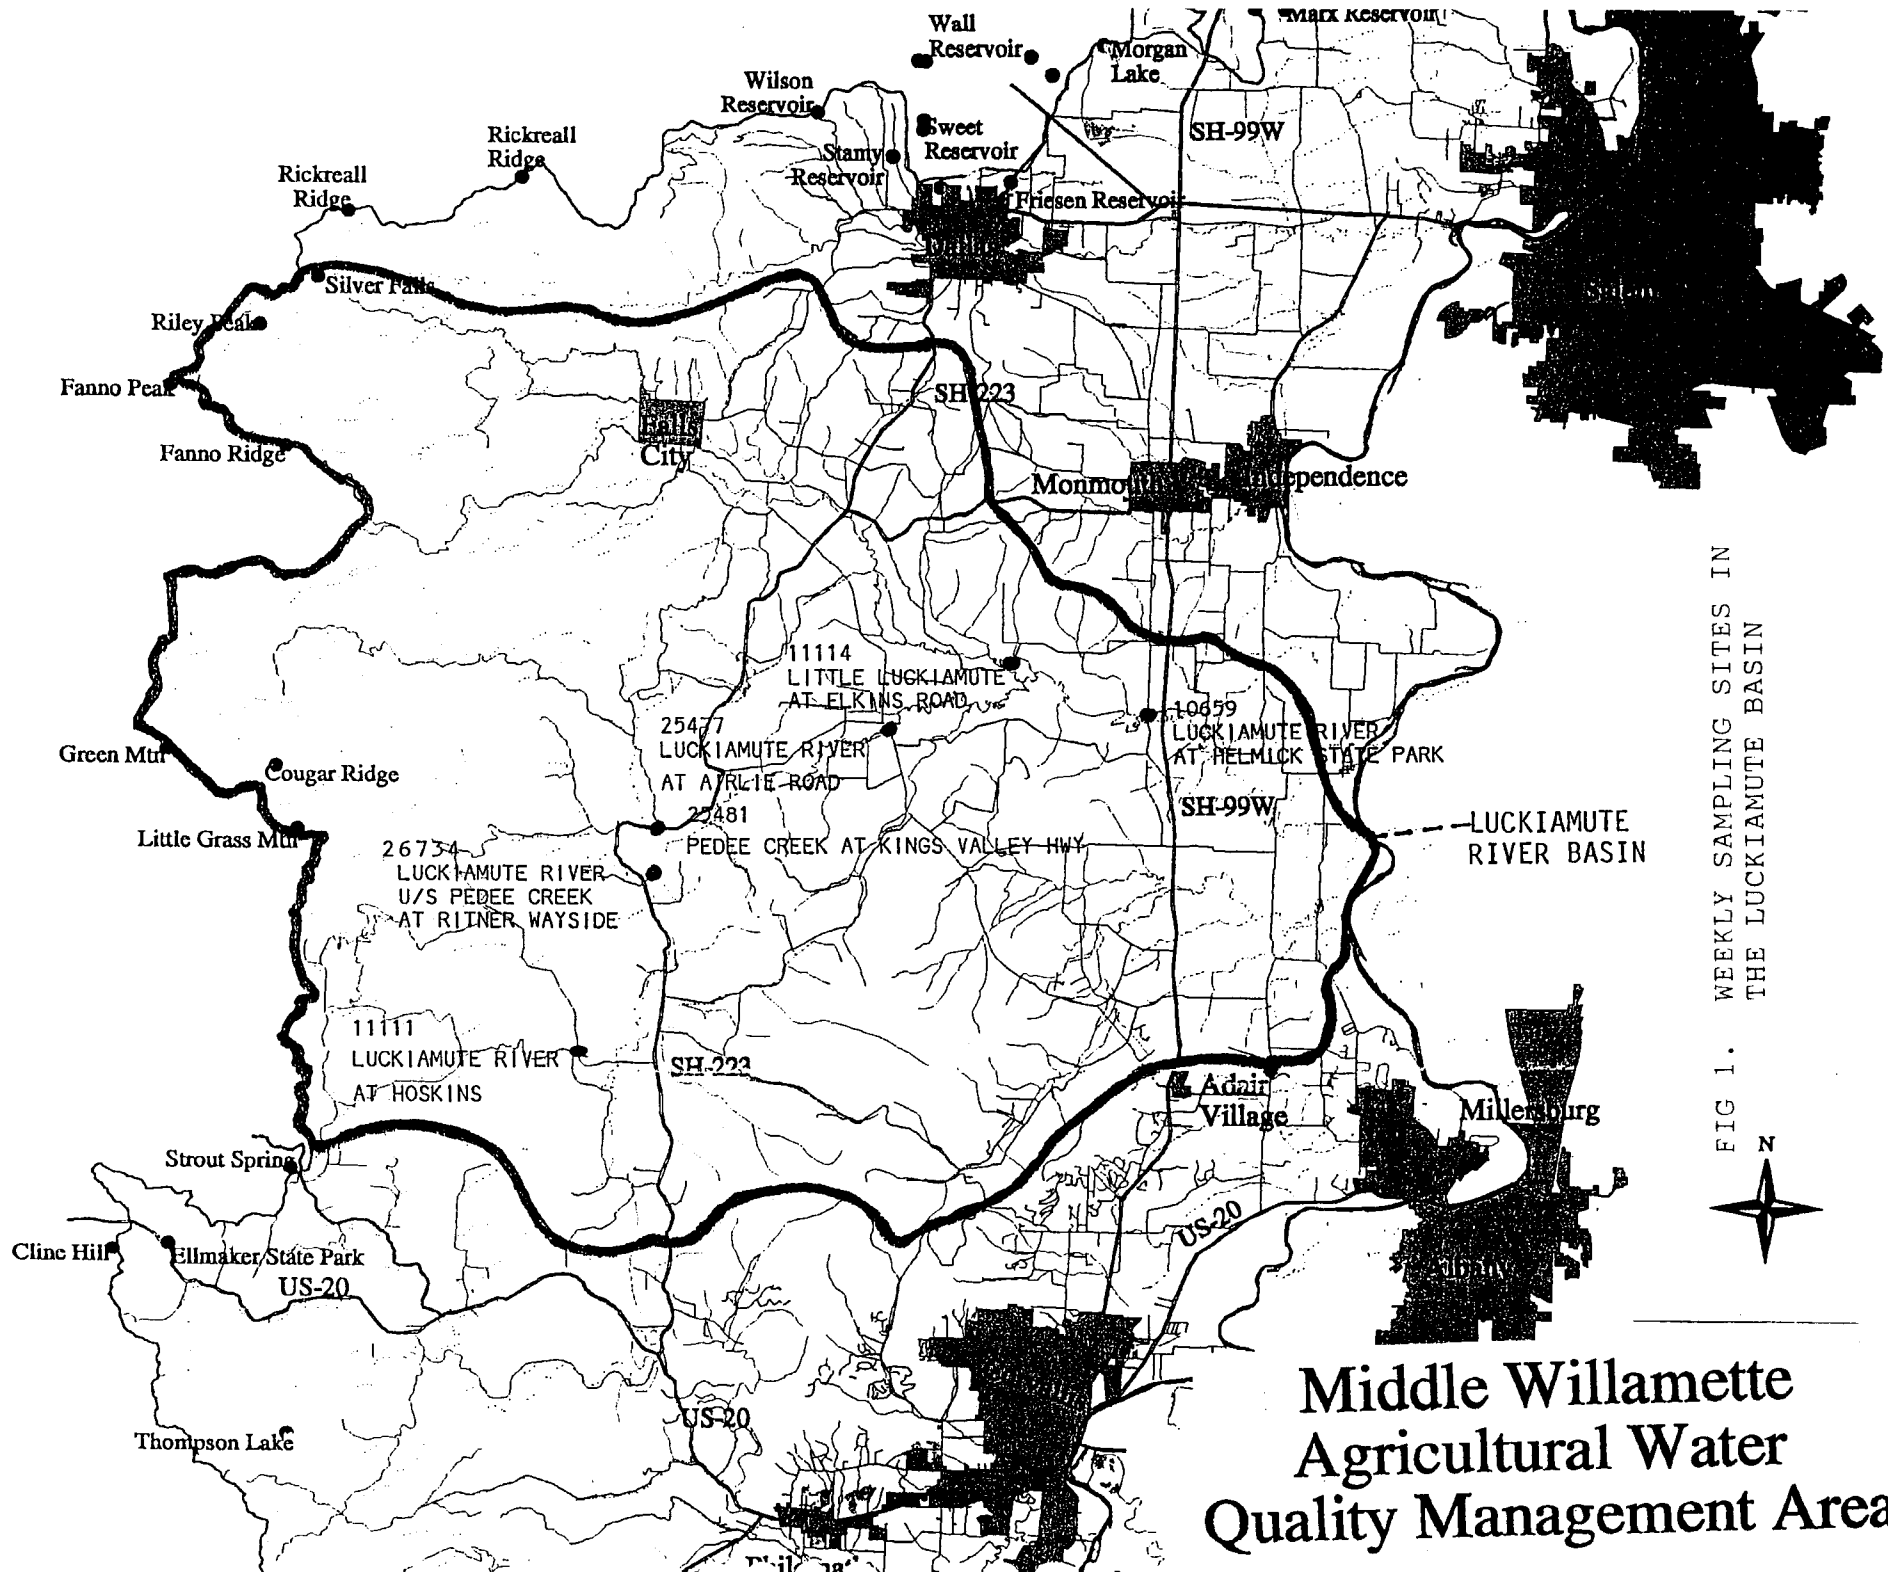 Wall
Reservoir
Marx Reservoir
Morgan
Lake
Wilson
Reservoir
Rickreall
Ridge
Sweet
Reservoir
SH-99W
Stamy
Reservoir
Rickreall
Ridge
Friesen Reservoir
Dallas
Silver Falls
Salem
Riley Peak
Fanno Peak
SH-223
Falls
City
Fanno Ridge
Monmouth
Independence
11114
LITTLE LUCKIAMUTE
AT ELKINS ROAD
25477
LUCKIAMUTE RIVER
AT AIRLIE ROAD
10659
LUCKIAMUTE RIVER
AT HELMICK STATE PARK
Green Mtn
Cougar Ridge
SH-99W
25481
PEDEE CREEK AT KINGS VALLEY HWY
LUCKIAMUTE
RIVER BASIN
Little Grass Mtn
26734
LUCKIAMUTE RIVER
U/S PEDEE CREEK
AT RITNER WAYSIDE
FIG 1. WEEKLY SAMPLING SITES IN
THE LUCKIAMUTE BASIN
11111
LUCKIAMUTE RIVER
AT HOSKINS
SH-223
Adair
Village
Millersburg
N
Strout Spring
US-20
Cline Hill
Ellmaker State Park
US-20
Albany
US-20
Thompson Lake
Middle Willamette
Agricultural Water
Quality Management Area